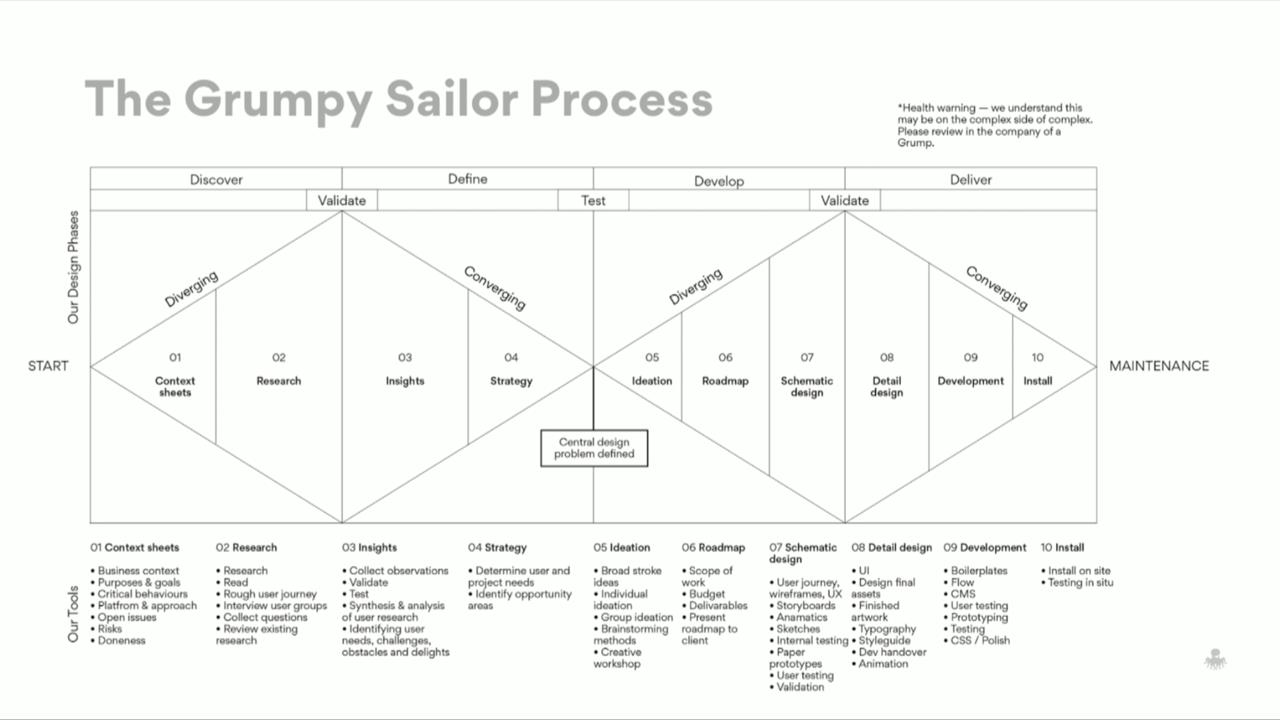 The Grumpy Sailor Process
*Health warning — we understand this
may be on the complex side of complex.
Please review in the company of a
Grump.
Discover
Define
Develop
Deliver
Validate
Test
Validate
Our Design Phases
Diverging
Converging
Diverging
Converging
START
01
Context
sheets
02
Research
03
Insights
04
Strategy
05
Ideation
06
Roadmap
07
Schematic
design
08
Detail
design
09
Development
10
Install
MAINTENANCE
Central design
problem defined
Our Tools
01 Context sheets
• Business context
• Purposes & goals
• Critical behaviours
• Platfrom & approach
• Open issues
• Risks
• Doneness
02 Research
• Research
• Read
• Rough user journey
• Interview user groups
• Collect questions
• Review existing
research
03 Insights
• Collect observations
• Validate
• Test
• Synthesis & analysis
of user research
• Identifying user
needs, challenges,
obstacles and delights
04 Strategy
• Determine user and
project needs
• Identify opportunity
areas
05 Ideation
• Broad stroke
ideas
• Individual
ideation
• Group ideation
• Brainstorming
methods
• Creative
workshop
06 Roadmap
• Scope of
work
• Budget
• Delivarables
• Present
roadmap to
client
07 Schematic
design
• User journey,
wireframes, UX
• Storyboards
• Anamatics
• Sketches
• Internal testing
• Paper
prototypes
• User testing
• Validation
08 Detail design
• UI
• Design final
assets
• Finished
artwork
• Typography
• Styleguide
• Dev handover
• Animation
09 Development
• Boilerplates
• Flow
• CMS
• User testing
• Prototyping
• Testing
• CSS / Polish
10 Install
• Install on site
• Testing in situ